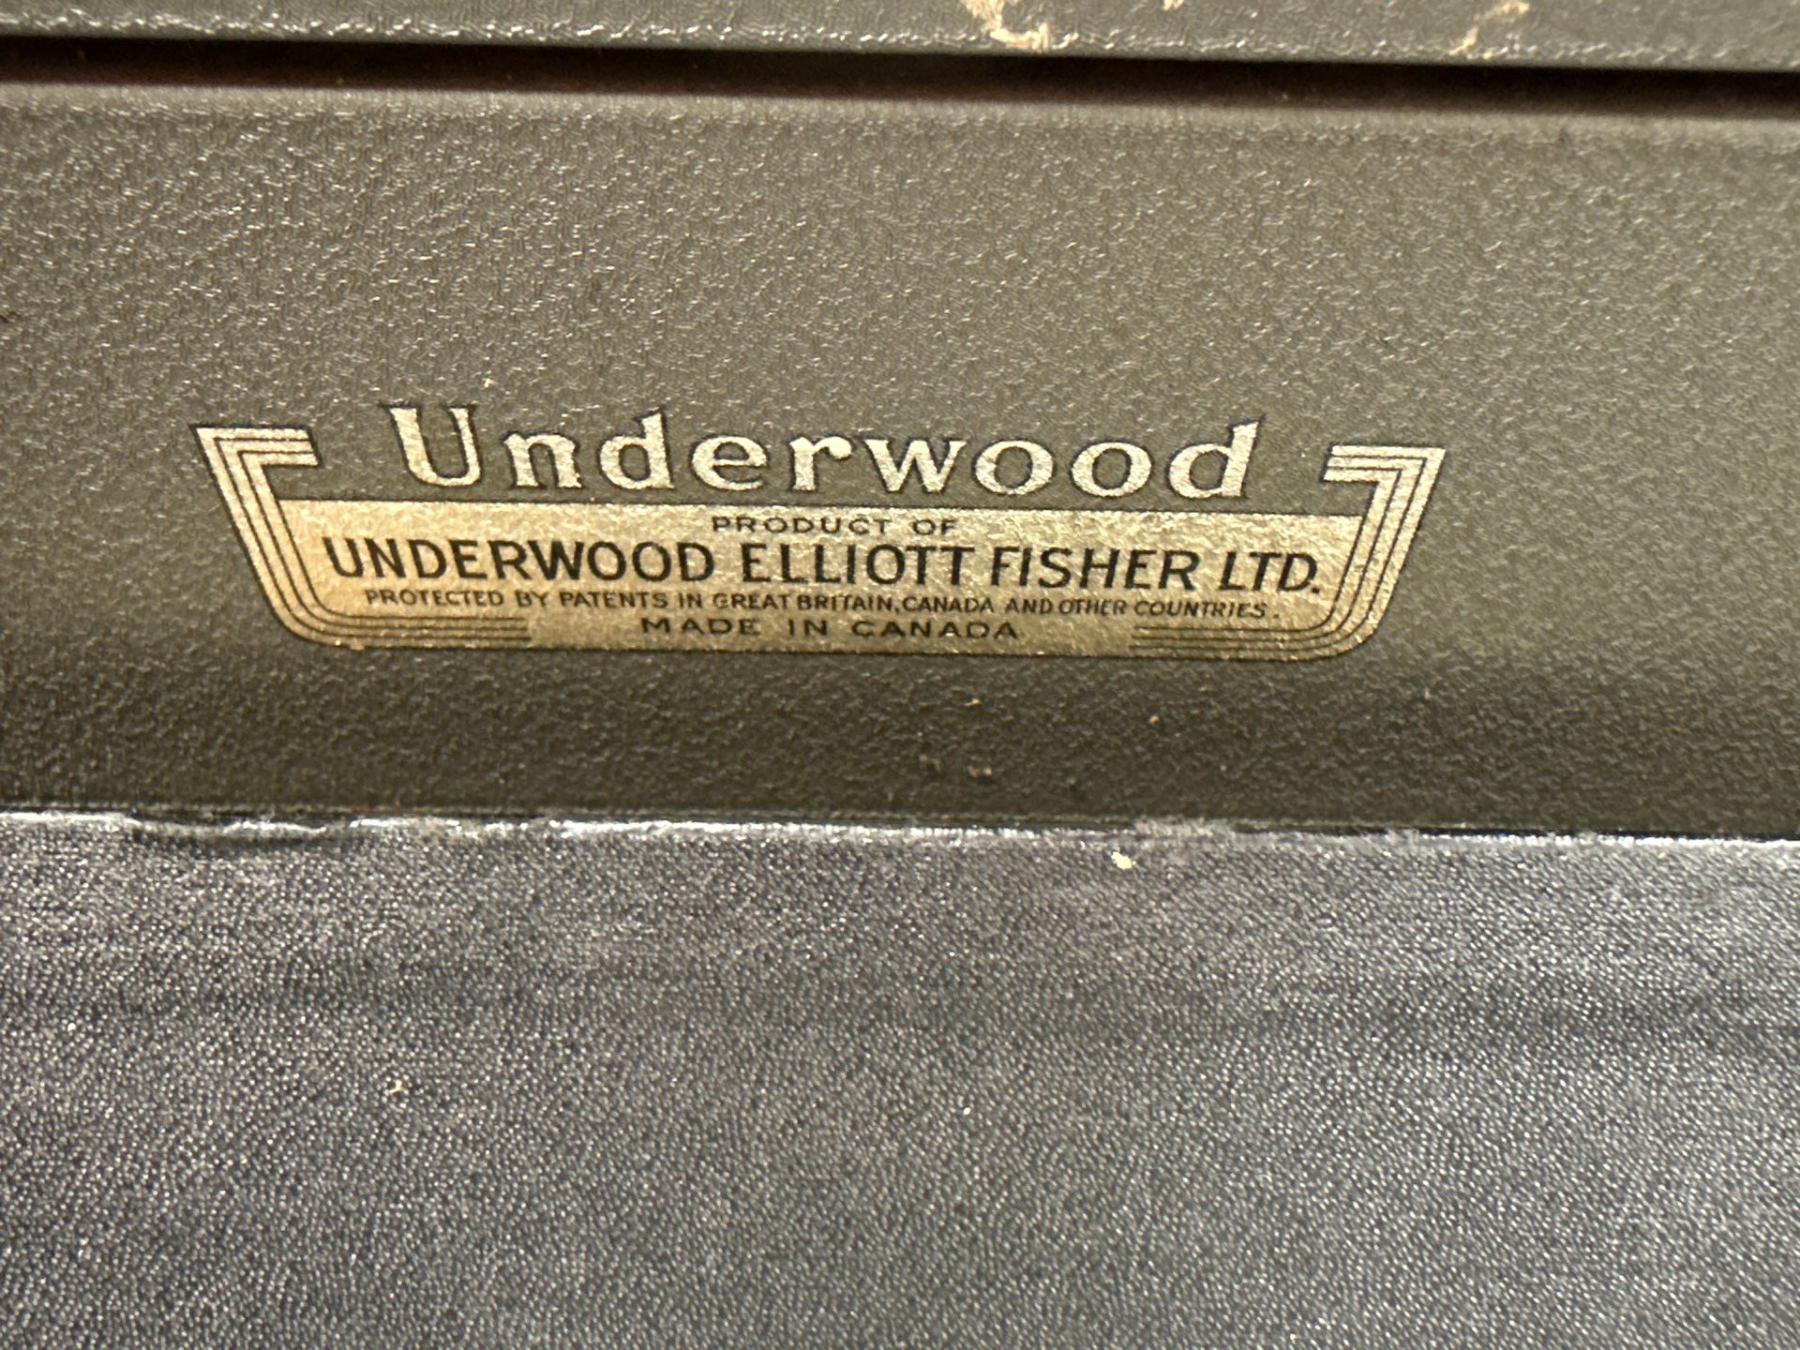 Underwood
PRODUCT OF
UNDERWOOD ELLIOTT FISHER LTD.
PROTECTED BY PATENTS IN GREAT BRITAIN, CANADA AND OTHER COUNTRIES.
MADE IN CANADA